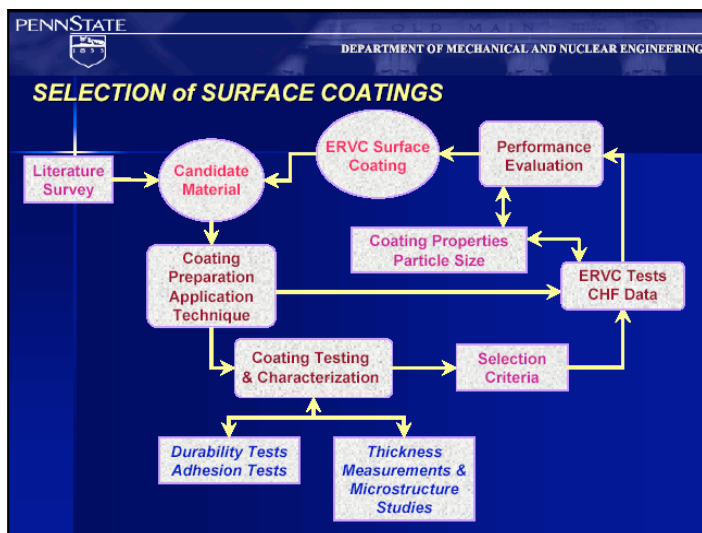 PENNSTATE
1855
OLD MAIN
DEPARTMENT OF MECHANICAL AND NUCLEAR ENGINEERING
SELECTION of SURFACE COATINGS
Literature
Survey
Candidate
Material
ERVC Surface
Coating
Performance
Evaluation
Coating Properties
Particle Size
Coating
Preparation
Application
Technique
ERVC Tests
CHF Data
Coating Testing
& Characterization
Selection
Criteria
Durability Tests
Adhesion Tests
Thickness
Measurements &
Microstructure
Studies